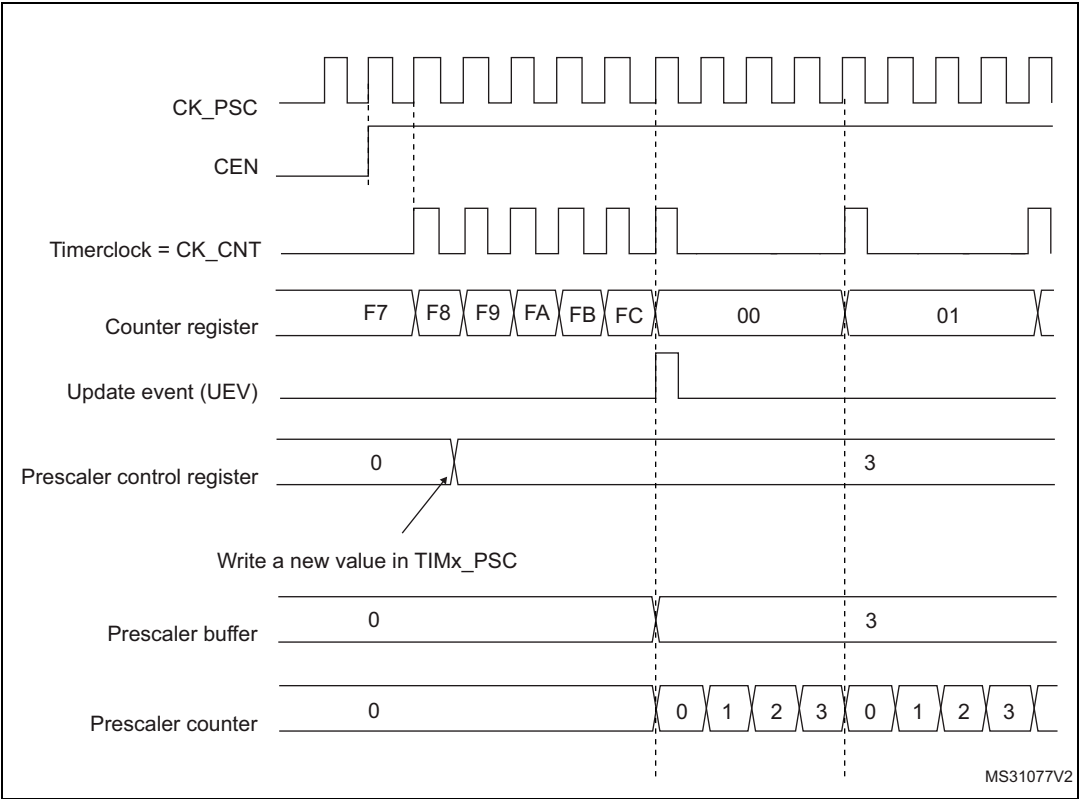 CK_PSC
CEN
Timerclock = CK_CNT
Counter register F7 F8 F9 FA FB FC 00 01
Update event (UEV)
Prescaler control register 0 3
Write a new value in TIMx_PSC
Prescaler buffer 0 3
Prescaler counter 0 0 1 2 3 0 1 2 3
MS31077V2